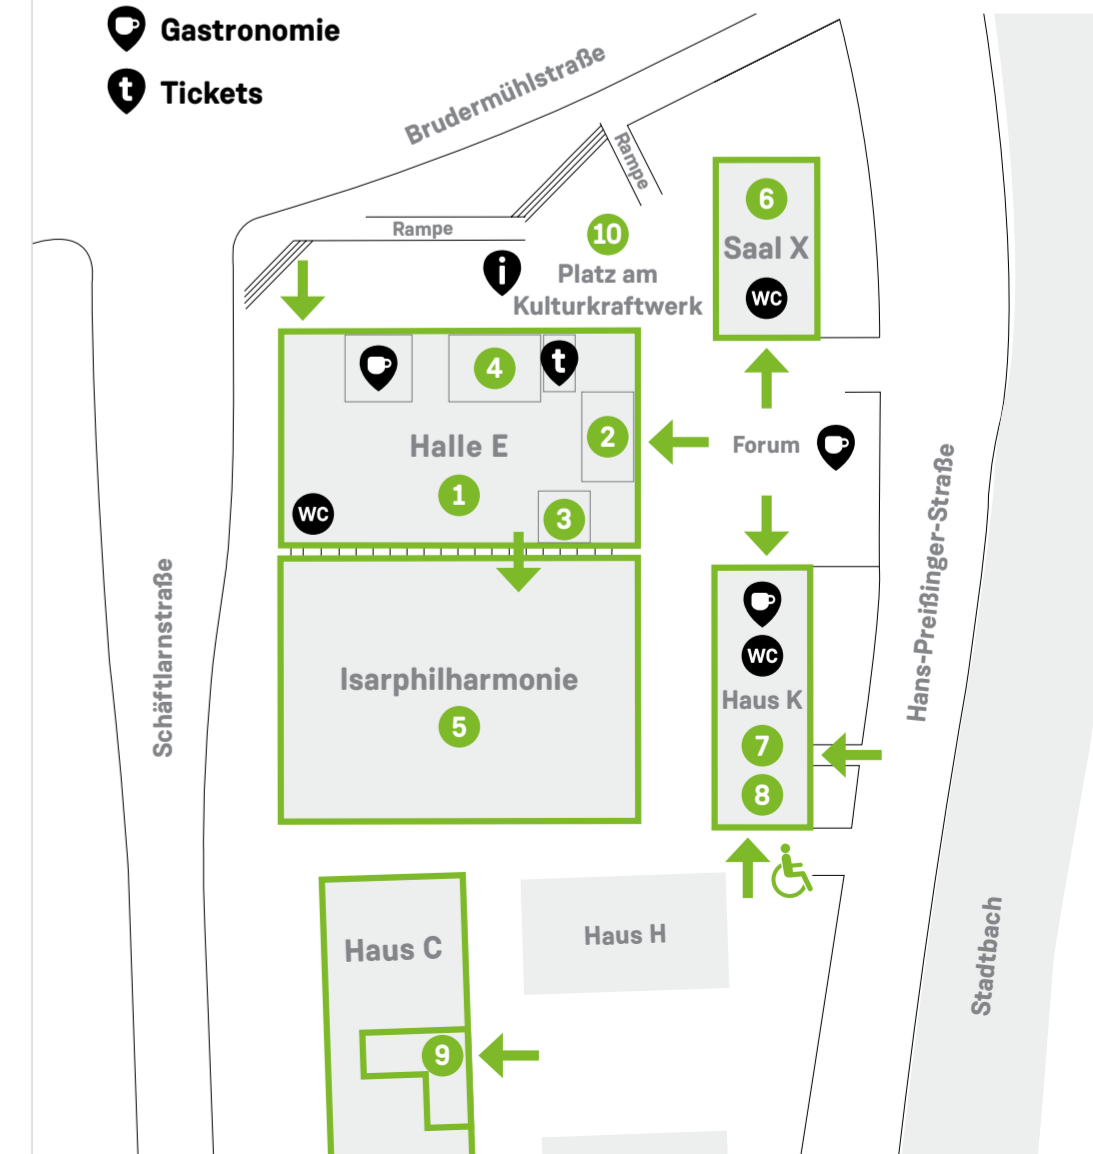 Gastronomie
t Tickets
Brudermühlstraße
Rampe
Rampe
6
10
Saal X
i
Platz am
Kulturkraftwerk
WC
4
t
2
Halle E
Forum
1
WC
3
Hans-Preißinger-Straße
Schäftlarnstraße
WC
Isarphilharmonie
Haus K
5
7
8
Haus C
Haus H
Stadtbach
9